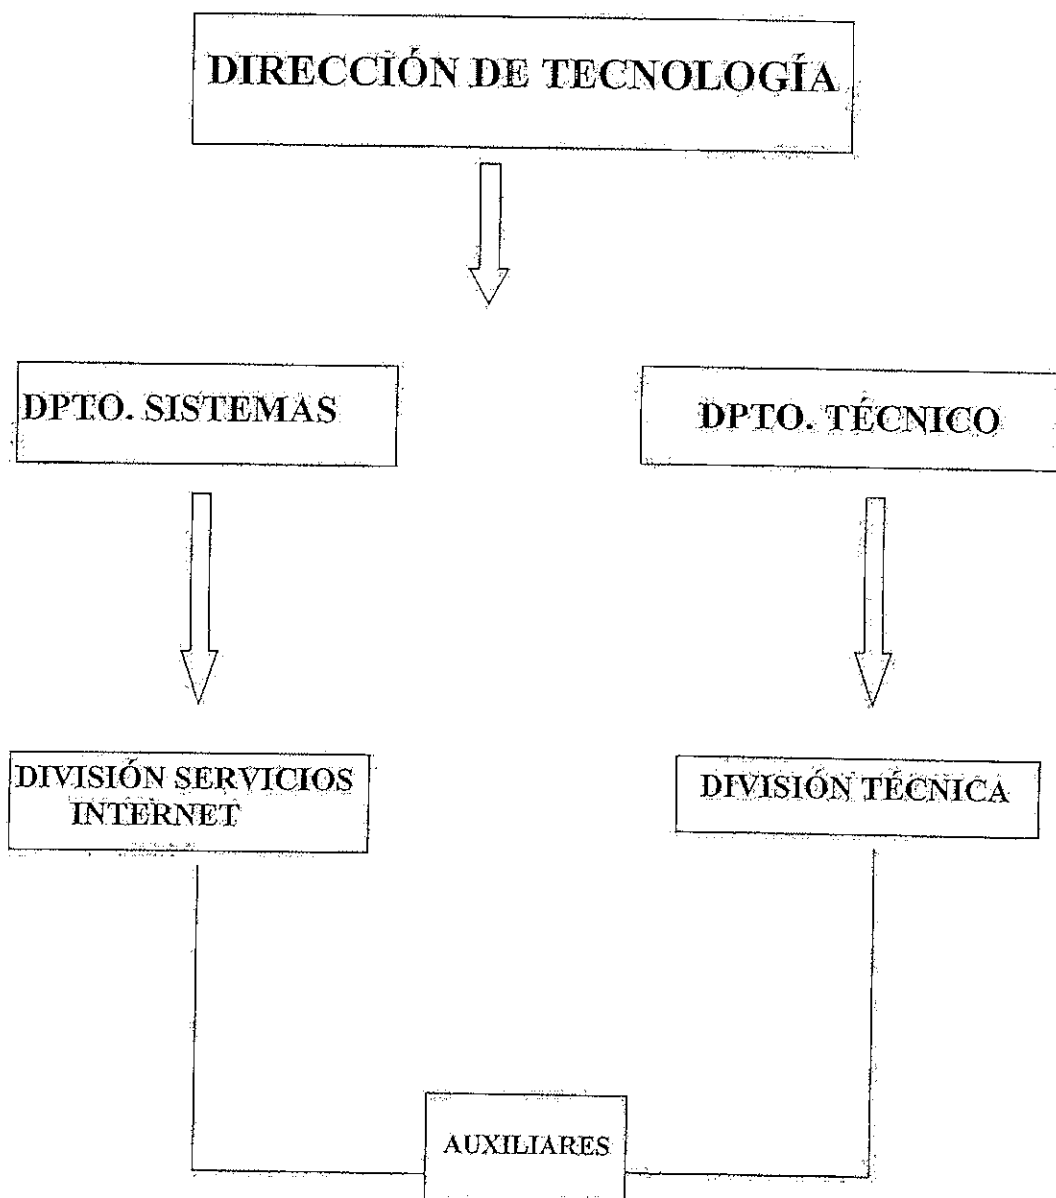 DIRECCIÓN DE TECNOLOGÍA
DPTO. SISTEMAS
DPTO. TÉCNICO
DIVISIÓN SERVICIOS
INTERNET
DIVISIÓN TÉCNICA
AUXILIARES